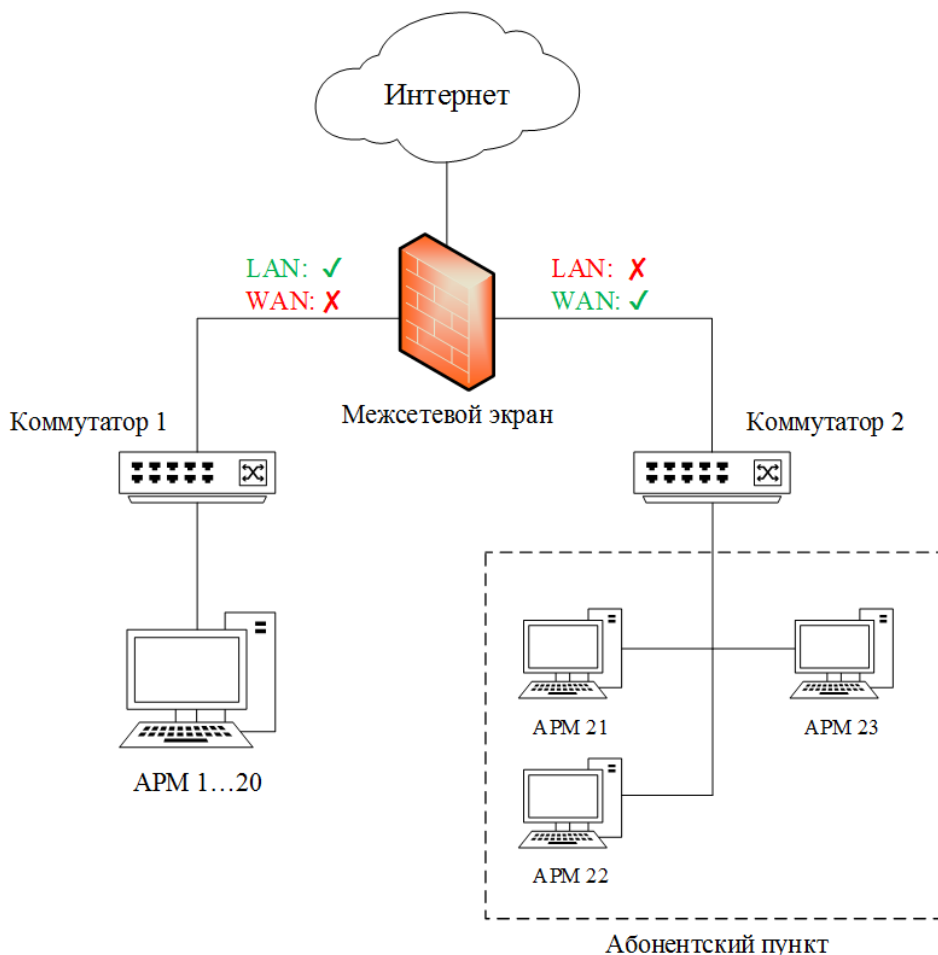 Интернет
LAN: ✓
WAN: ✗
LAN: ✗
WAN: ✓
Межсетевой экран
Коммутатор 1
Коммутатор 2
АРМ 1…20
АРМ 21
АРМ 23
АРМ 22
Абонентский пункт